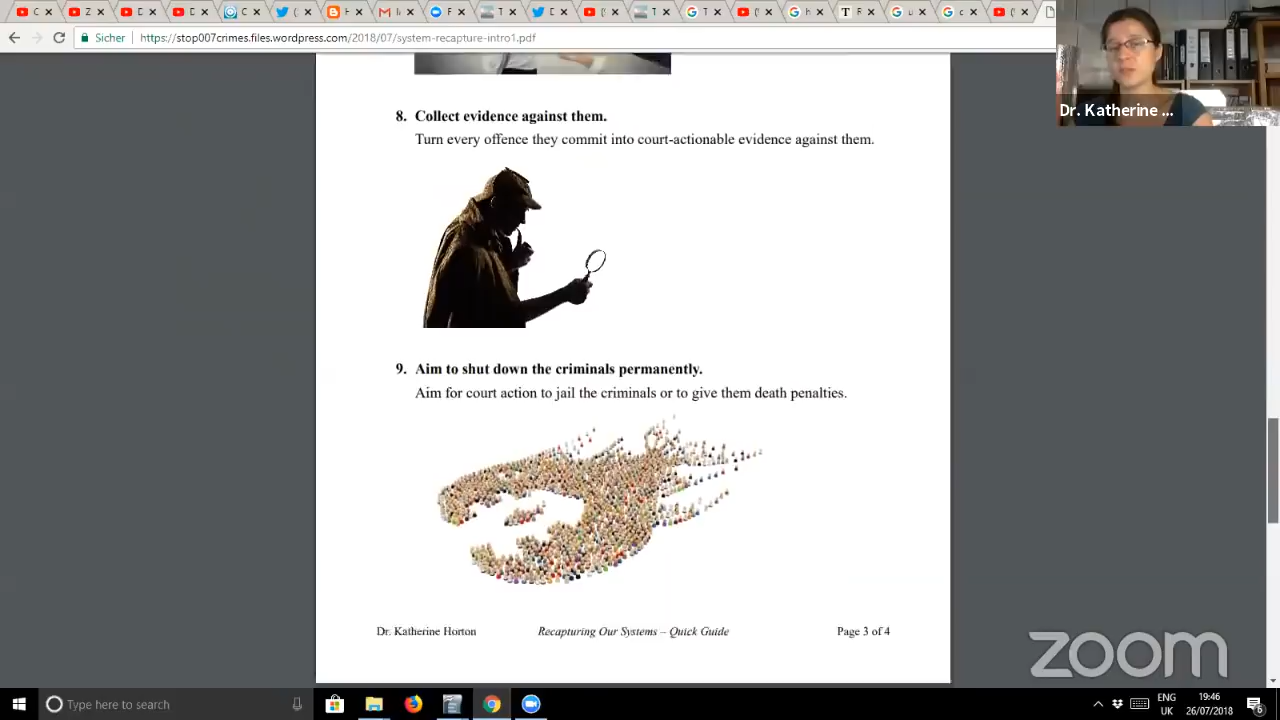 C
Z
D
D
C
(
H
I
F
T
D
(
T
T
(
h
T
R
u
c
(
Sicher
https://stop007crimes.files.wordpress.com/2018/07/system-recapture-intro1.pdf
Dr. Katherine ...
8. Collect evidence against them.
Turn every offence they commit into court-actionable evidence against them.
9. Aim to shut down the criminals permanently.
Aim for court action to jail the criminals or to give them death penalties.
Dr. Katherine Horton
Recapturing Our Systems – Quick Guide
Page 3 of 4
zoom
Type here to search
ENG
UK
19:46
26/07/2018
6